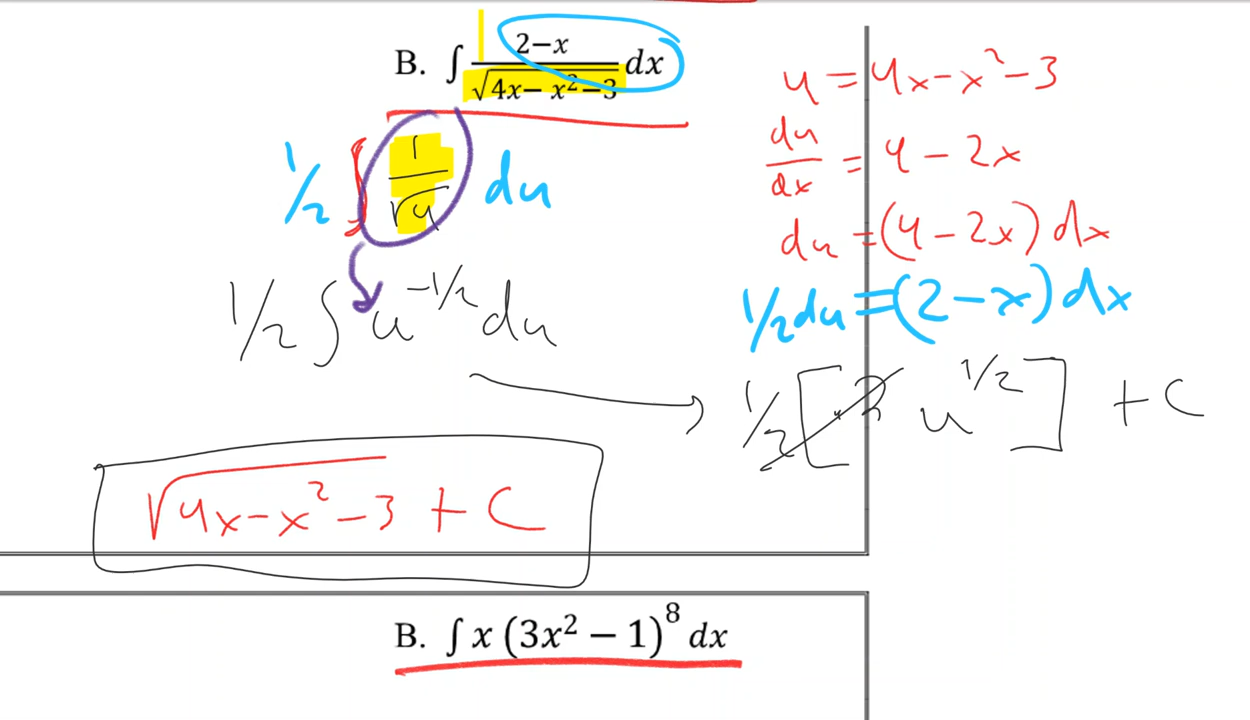 B. ∫ (2−x)/√(4x− x²−3) dx
u = 4x−x²−3
1/2 ∫ 1/√u du
du/dx = 4 − 2x
du = (4 − 2x) dx
1/2 du = (2 − x) dx
1/2 ∫ u^(−1/2) du
1/2 [2 u^(1/2)] + C
√(4x−x²−3) + C
B. ∫ x (3x² − 1)⁸ dx